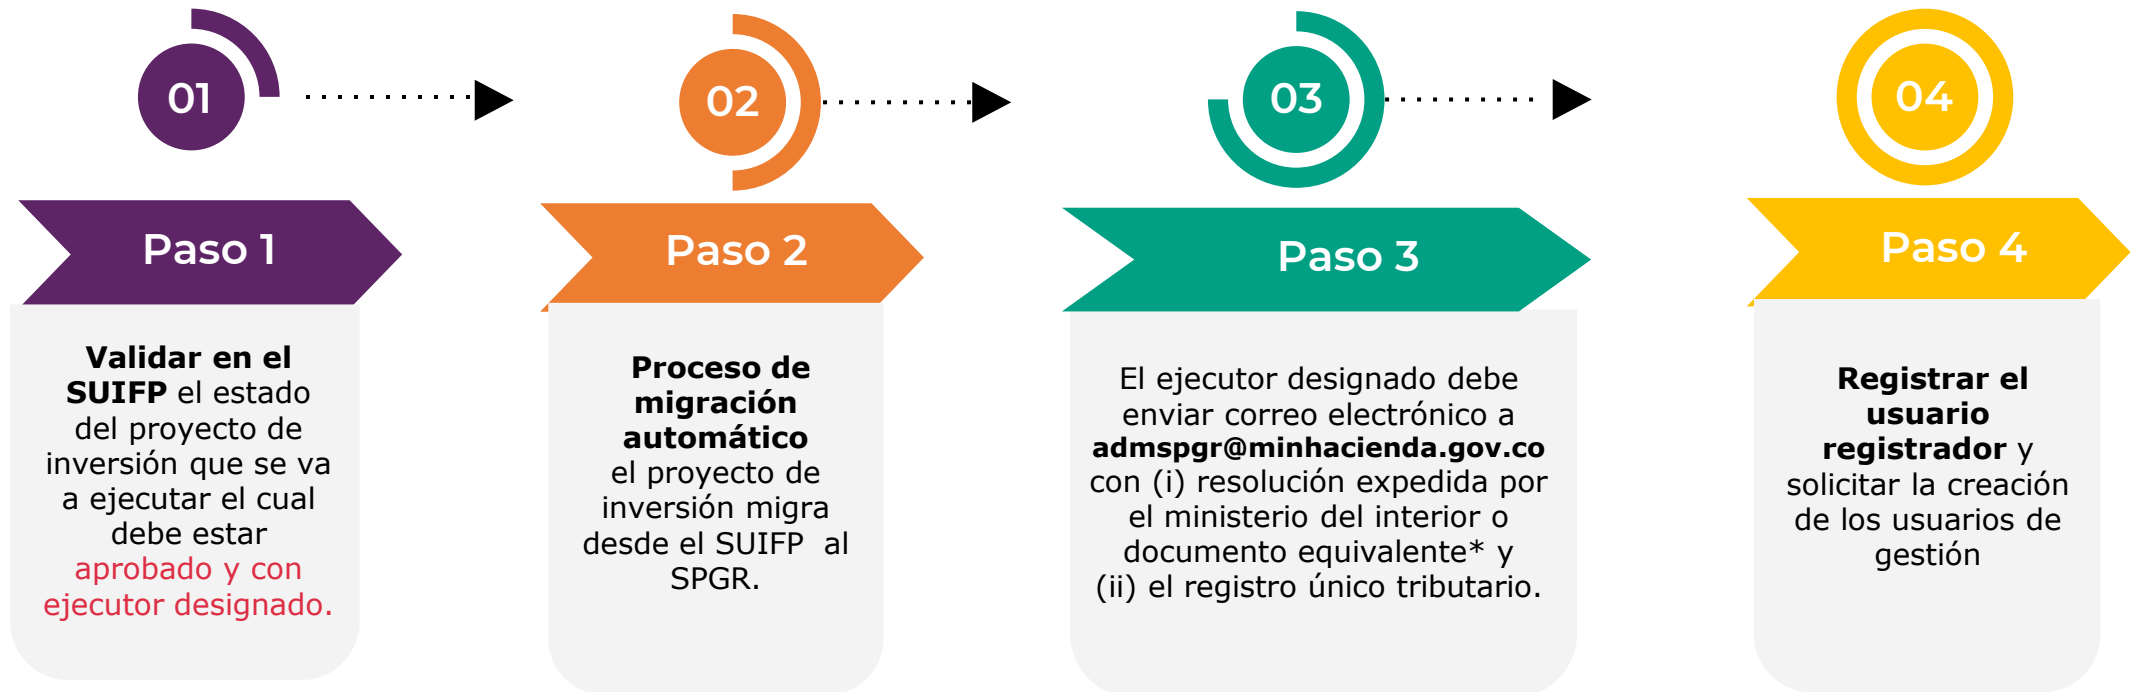 01
Paso 1
Validar en el
SUIFP el estado
del proyecto de
inversión que se va
a ejecutar el cual
debe estar
aprobado y con
ejecutor designado.
02
Paso 2
Proceso de
migración
automático
el proyecto de
inversión migra
desde el SUIFP al
SPGR.
03
Paso 3
El ejecutor designado debe
enviar correo electrónico a
admspgr@minhacienda.gov.co
con (i) resolución expedida por
el ministerio del interior o
documento equivalente* y
(ii) el registro único tributario.
04
Paso 4
Registrar el
usuario
registrador y
solicitar la creación
de los usuarios de
gestión